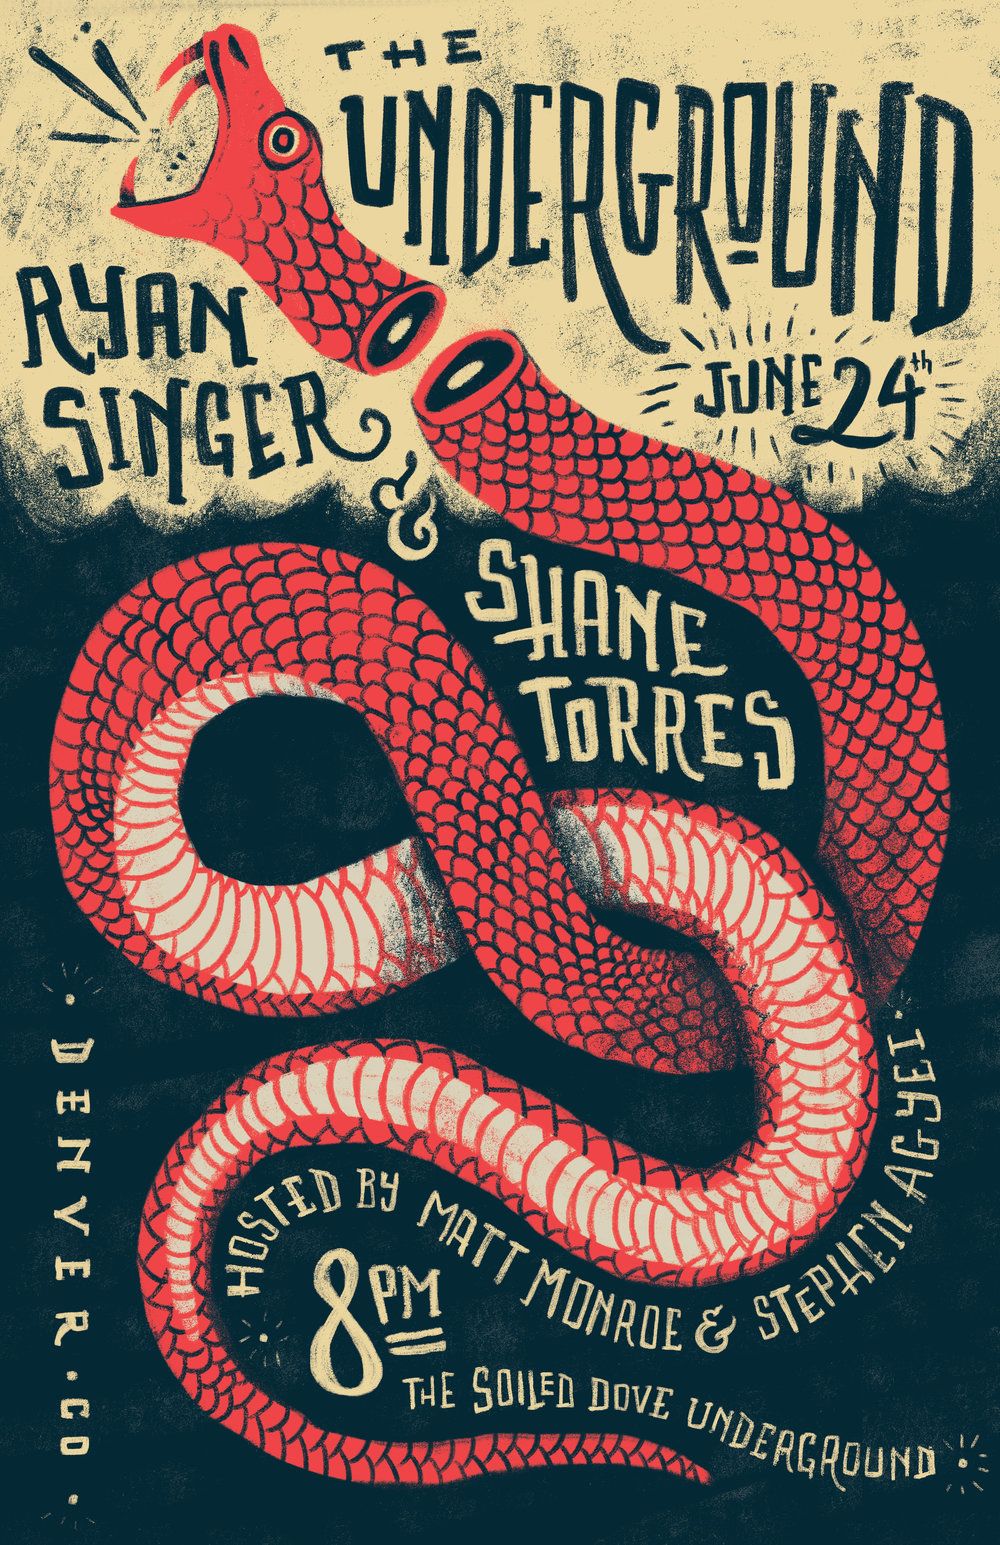 THE
UNDERGROUND
JUNE 24th
RYAN
SINGER
&
SHANE
TORRES
DENVER.CO
HOSTED BY MATT MONROE & STEPHEN AGYEI
8PM
THE SOILED DOVE UNDERGROUND